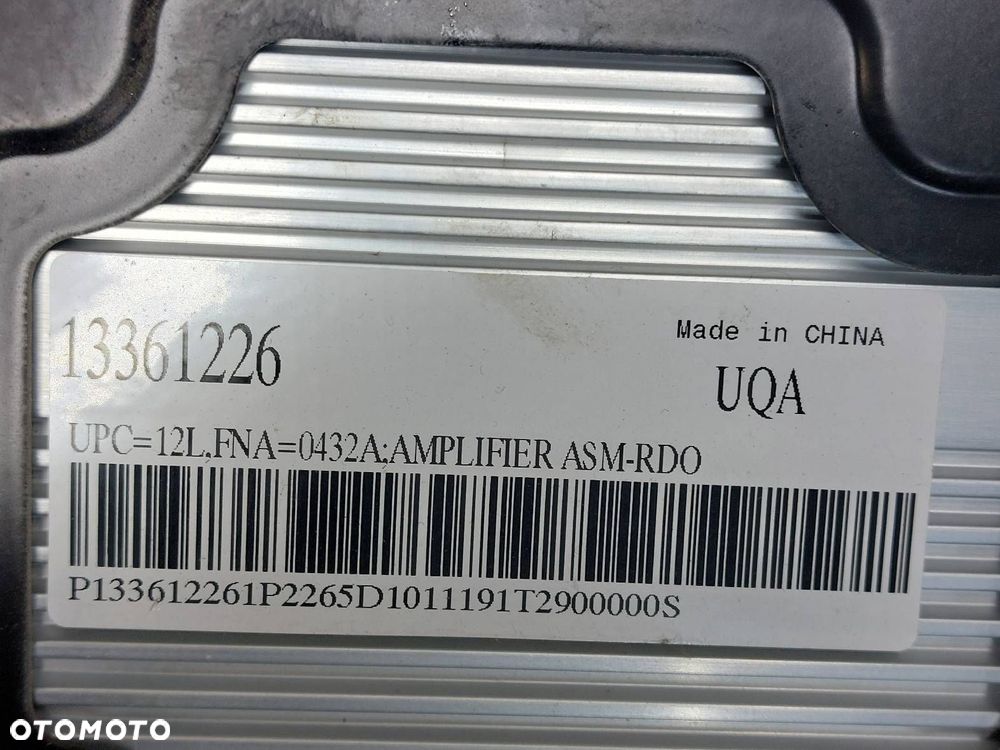 13361226
Made in CHINA
UQA
UPC=12L,FNA=0432A;AMPLIFIER ASM-RDO
P133612261P2265D1011191T2900000S
OTOMOTO